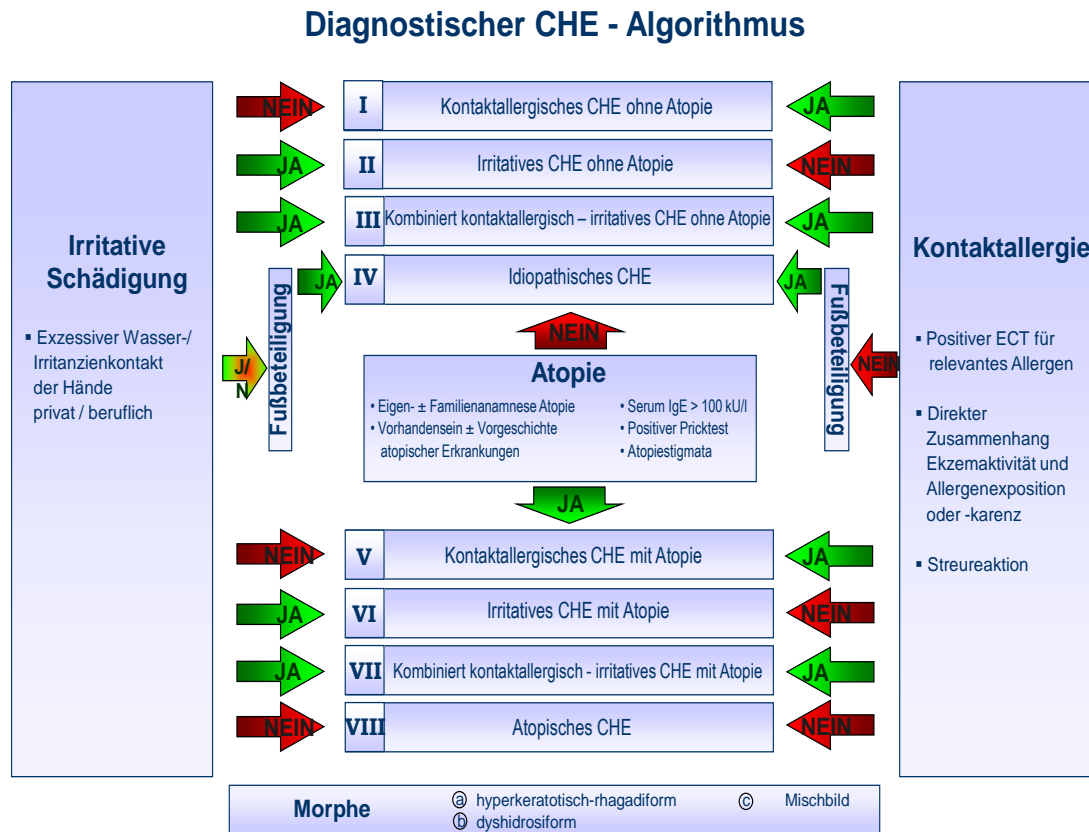 Diagnostischer CHE - Algorithmus
Irritative
Schädigung
▪ Exzessiver Wasser-/
Irritanzienkontakt
der Hände
privat / beruflich
NEIN
I
Kontaktallergisches CHE ohne Atopie
JA
JA
II
Irritatives CHE ohne Atopie
NEIN
JA
III
Kombiniert kontaktallergisch – irritatives CHE ohne Atopie
JA
J/
N
Fußbeteiligung
JA
IV
Idiopathisches CHE
JA
Fußbeteiligung
NEIN
NEIN
Atopie
• Eigen- ± Familienanamnese Atopie
• Vorhandensein ± Vorgeschichte
atopischer Erkrankungen
• Serum IgE > 100 kU/l
• Positiver Pricktest
• Atopiestigmata
JA
NEIN
V
Kontaktallergisches CHE mit Atopie
JA
JA
VI
Irritatives CHE mit Atopie
NEIN
JA
VII
Kombiniert kontaktallergisch - irritatives CHE mit Atopie
JA
NEIN
VIII
Atopisches CHE
NEIN
Kontaktallergie
▪ Positiver ECT für
relevantes Allergen
▪ Direkter
Zusammenhang
Ekzemaktivität und
Allergenexposition
oder -karenz
▪ Streureaktion
Morphe
ⓐ hyperkeratotisch-rhagadiform
ⓑ dyshidrosiform
ⓒ Mischbild